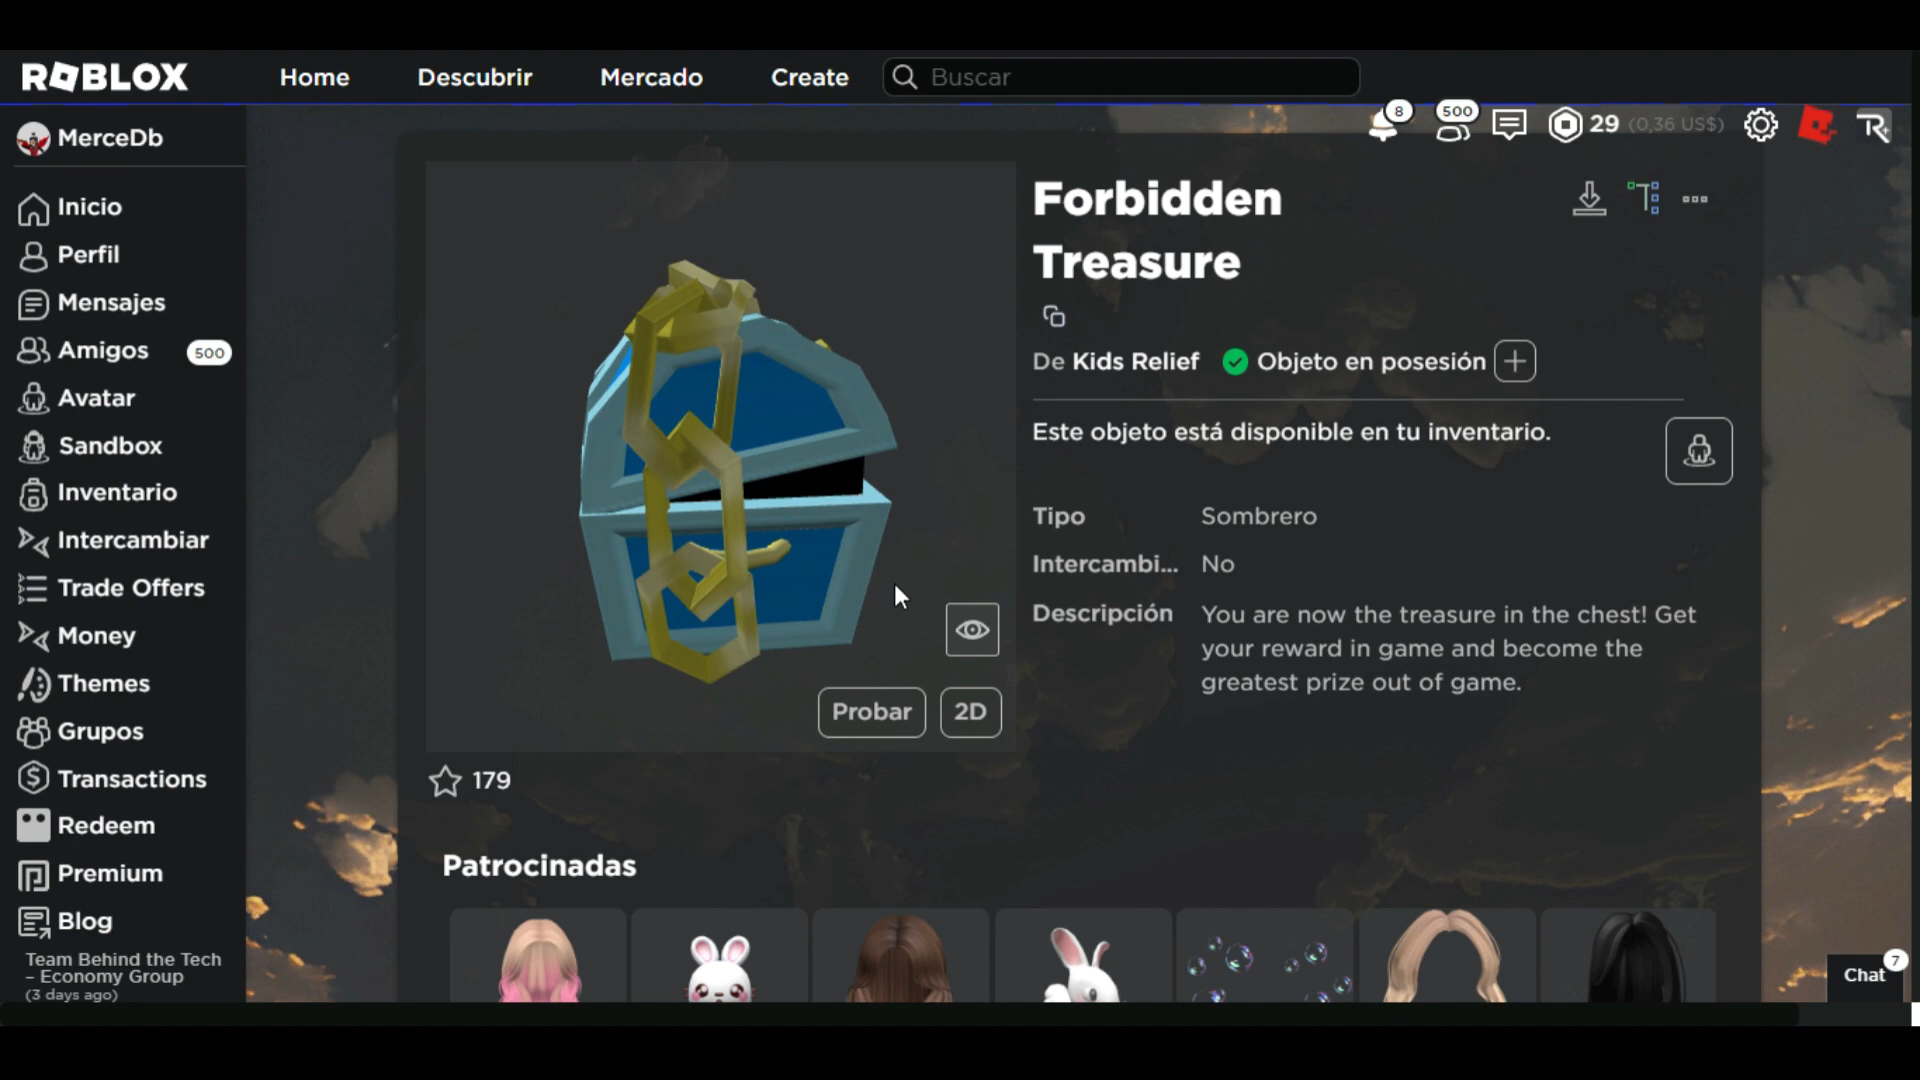 ROBLOX
Home
Descubrir
Mercado
Create
Buscar
8
500
29 (0,36 US$)
MerceDb
Inicio
Perfil
Mensajes
Amigos
500
Avatar
Sandbox
Inventario
Intercambiar
Trade Offers
Money
Themes
Grupos
Transactions
Redeem
Premium
Blog
Team Behind the Tech
– Economy Group
(3 days ago)
Forbidden
Treasure
De Kids Relief
Objeto en posesión
Este objeto está disponible en tu inventario.
Tipo
Sombrero
Intercambi...
No
Descripción
You are now the treasure in the chest! Get
your reward in game and become the
greatest prize out of game.
Probar
2D
179
Patrocinadas
Chat
7